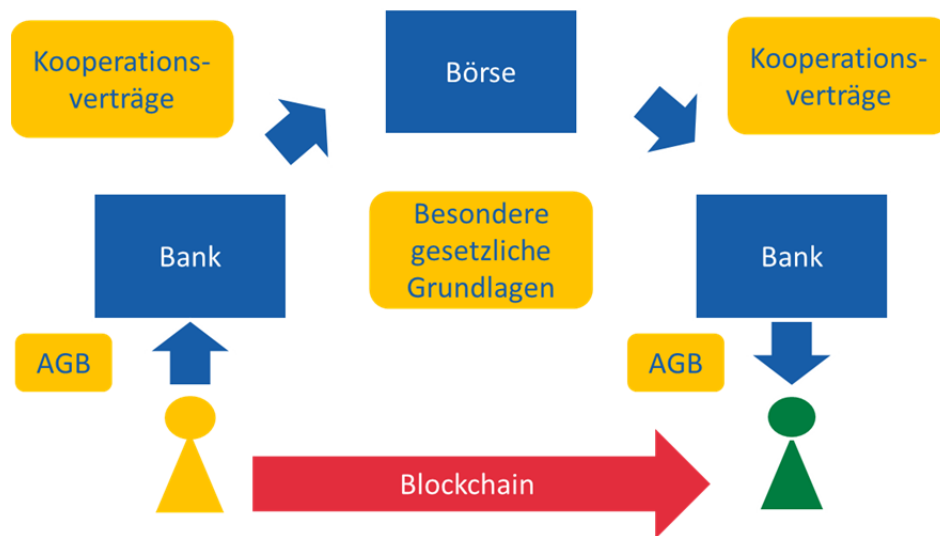 Kooperations-
verträge
Börse
Kooperations-
verträge
Bank
Besondere
gesetzliche
Grundlagen
Bank
AGB
AGB
Blockchain